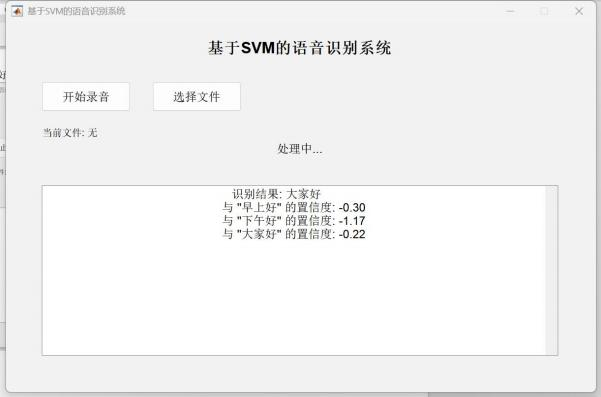 基于SVM的语音识别系统
基于SVM的语音识别系统
开始录音
选择文件
当前文件: 无
处理中...
识别结果: 大家好
与 "早上好" 的置信度: -0.30
与 "下午好" 的置信度: -1.17
与 "大家好" 的置信度: -0.22